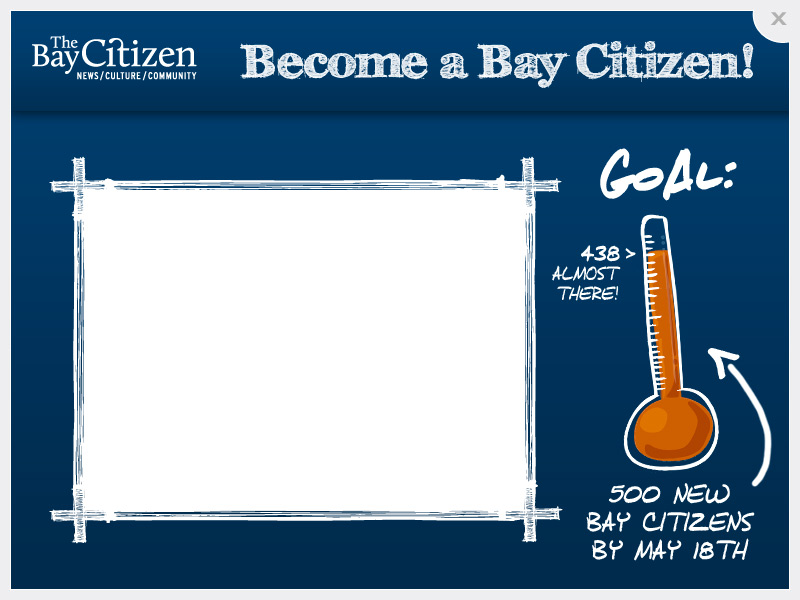 The
Bay Citizen
NEWS/CULTURE/COMMUNITY
Become a Bay Citizen!
GOAL:
438 >
ALMOST
THERE!
500 NEW
BAY CITIZENS
BY MAY 18TH